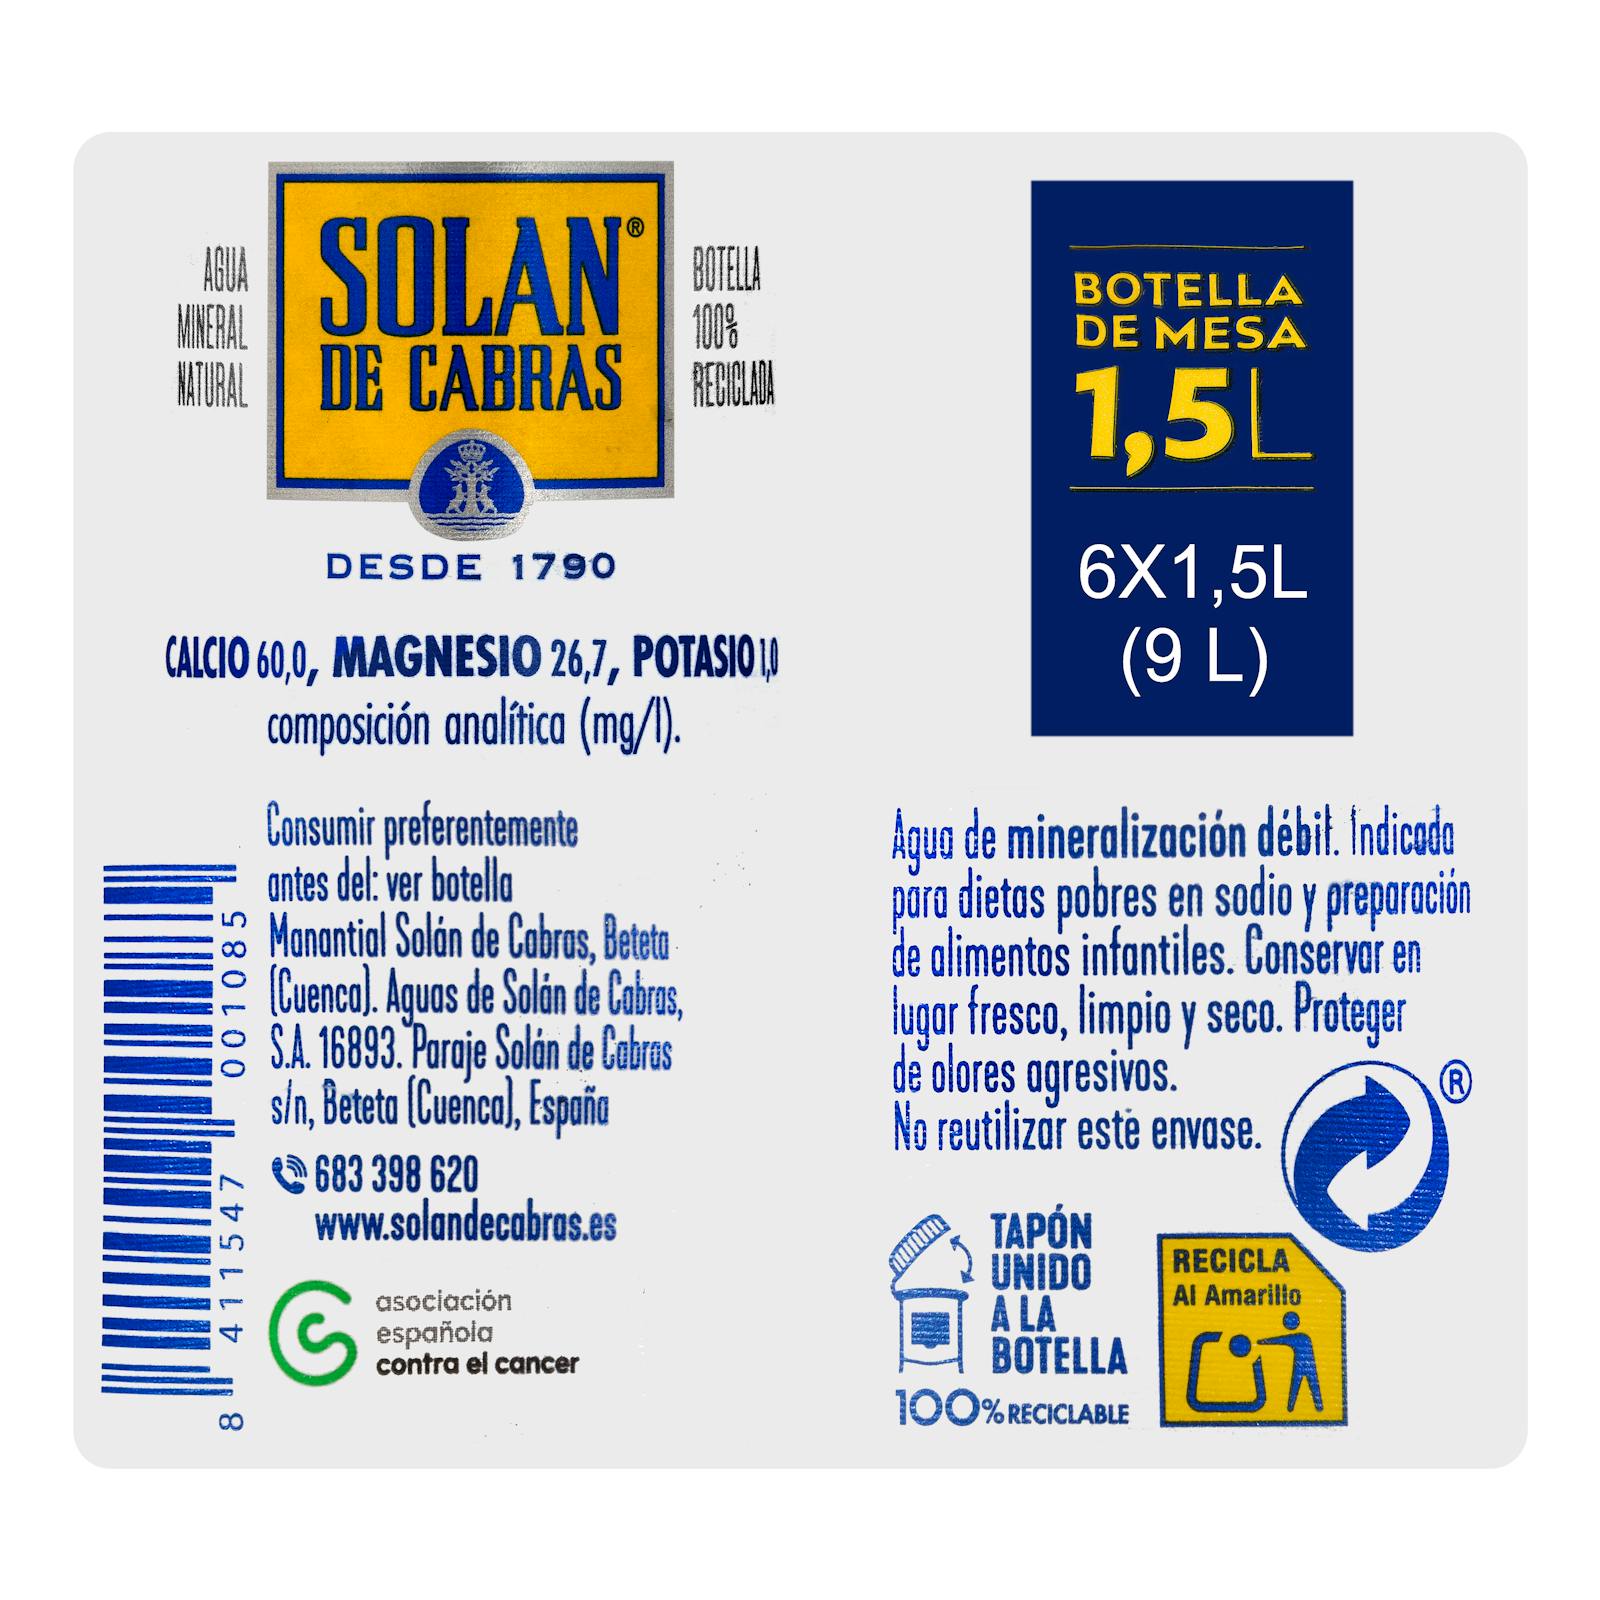 AGUA
MINERAL
NATURAL
SOLAN®
DE CABRAS
BOTELLA
100%
RECICLADA
DESDE 1790
CALCIO 60,0, MAGNESIO 26,7, POTASIO 1,0
composición analítica (mg/l).
Consumir preferentemente
antes del: ver botella
Manantial Solán de Cabras, Beteta
(Cuenca). Aguas de Solán de Cabras,
S.A. 16893. Paraje Solán de Cabras
s/n, Beteta (Cuenca), España
683 398 620
www.solandecabras.es
asociación
española
contra el cancer
8 411547 001085
BOTELLA
DE MESA
1,5L
6X1,5L
(9 L)
Agua de mineralización débil. Indicada
para dietas pobres en sodio y preparación
de alimentos infantiles. Conservar en
lugar fresco, limpio y seco. Proteger
de olores agresivos.
No reutilizar este envase.
®
TAPÓN
UNIDO
A LA
BOTELLA
100% RECICLABLE
RECICLA
Al Amarillo